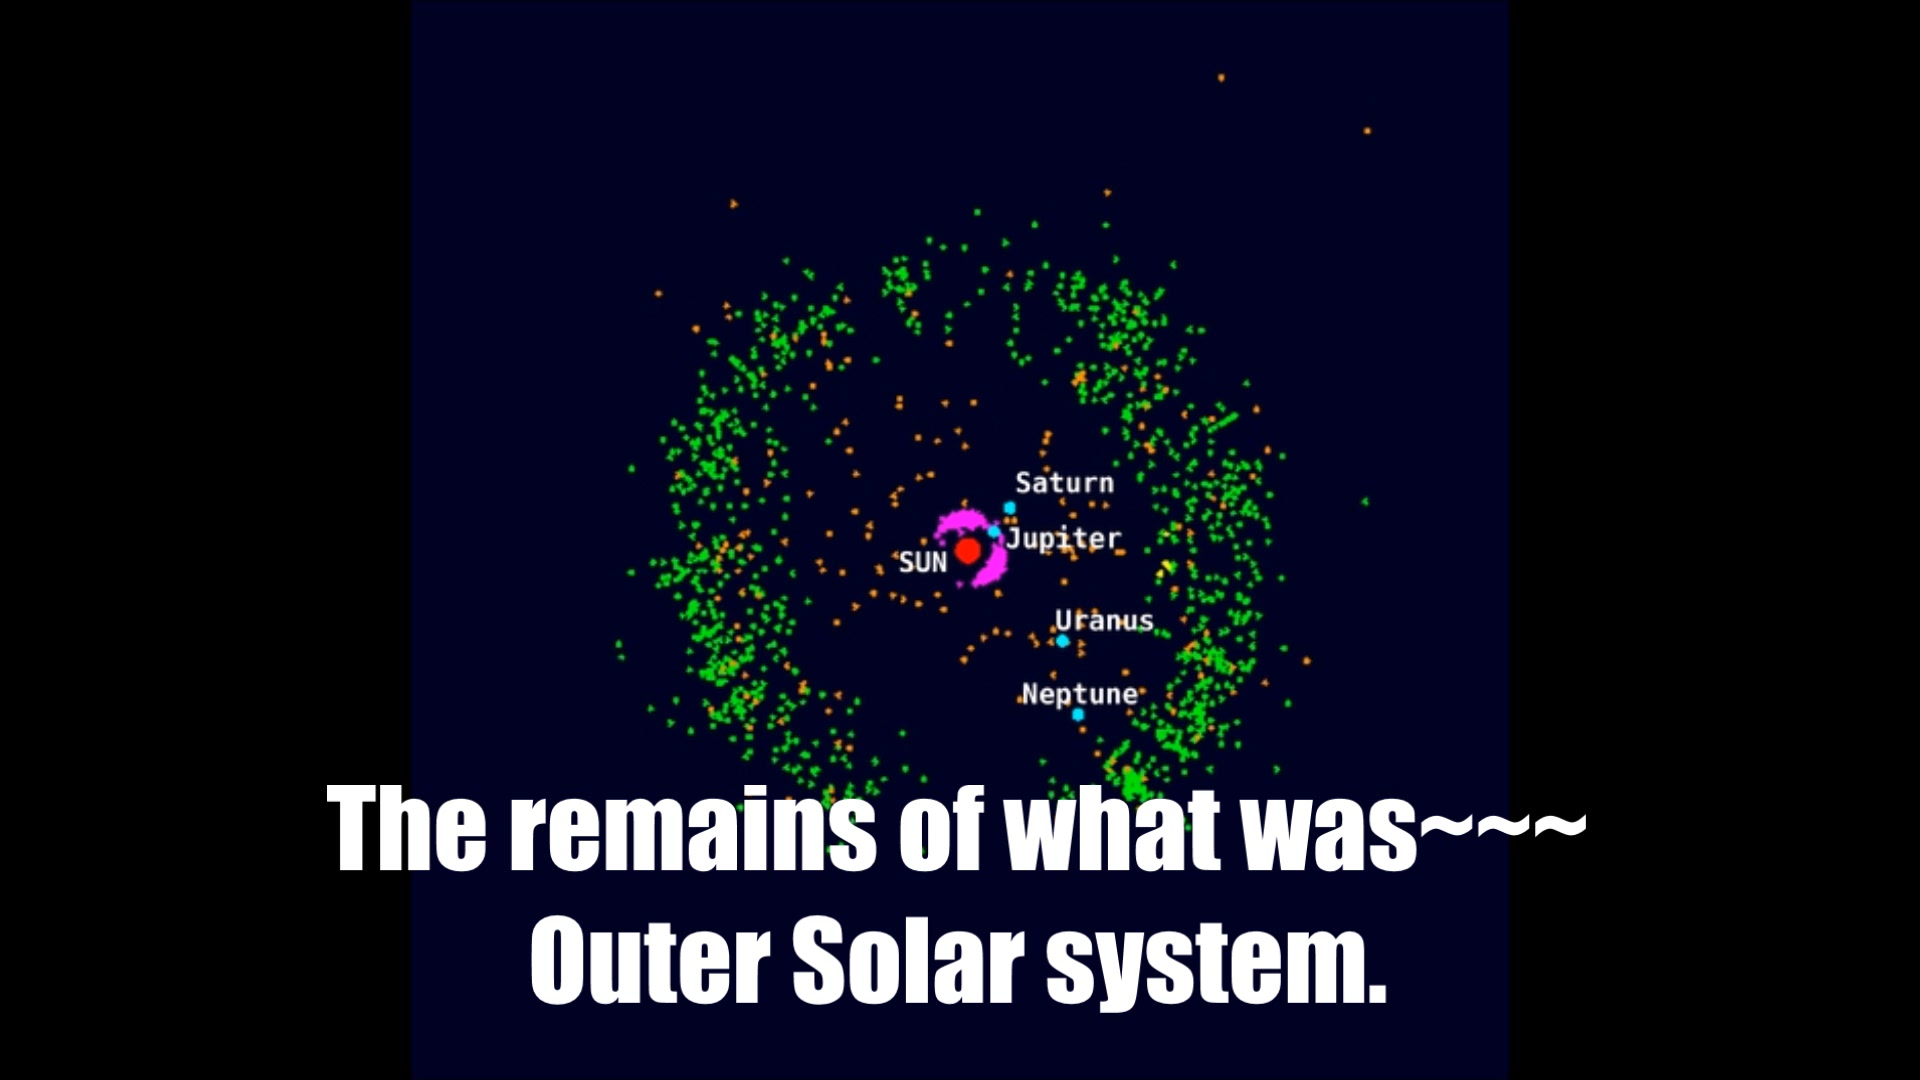 Saturn
Jupiter
SUN
Uranus
Neptune
The remains of what was~~~
Outer Solar system.